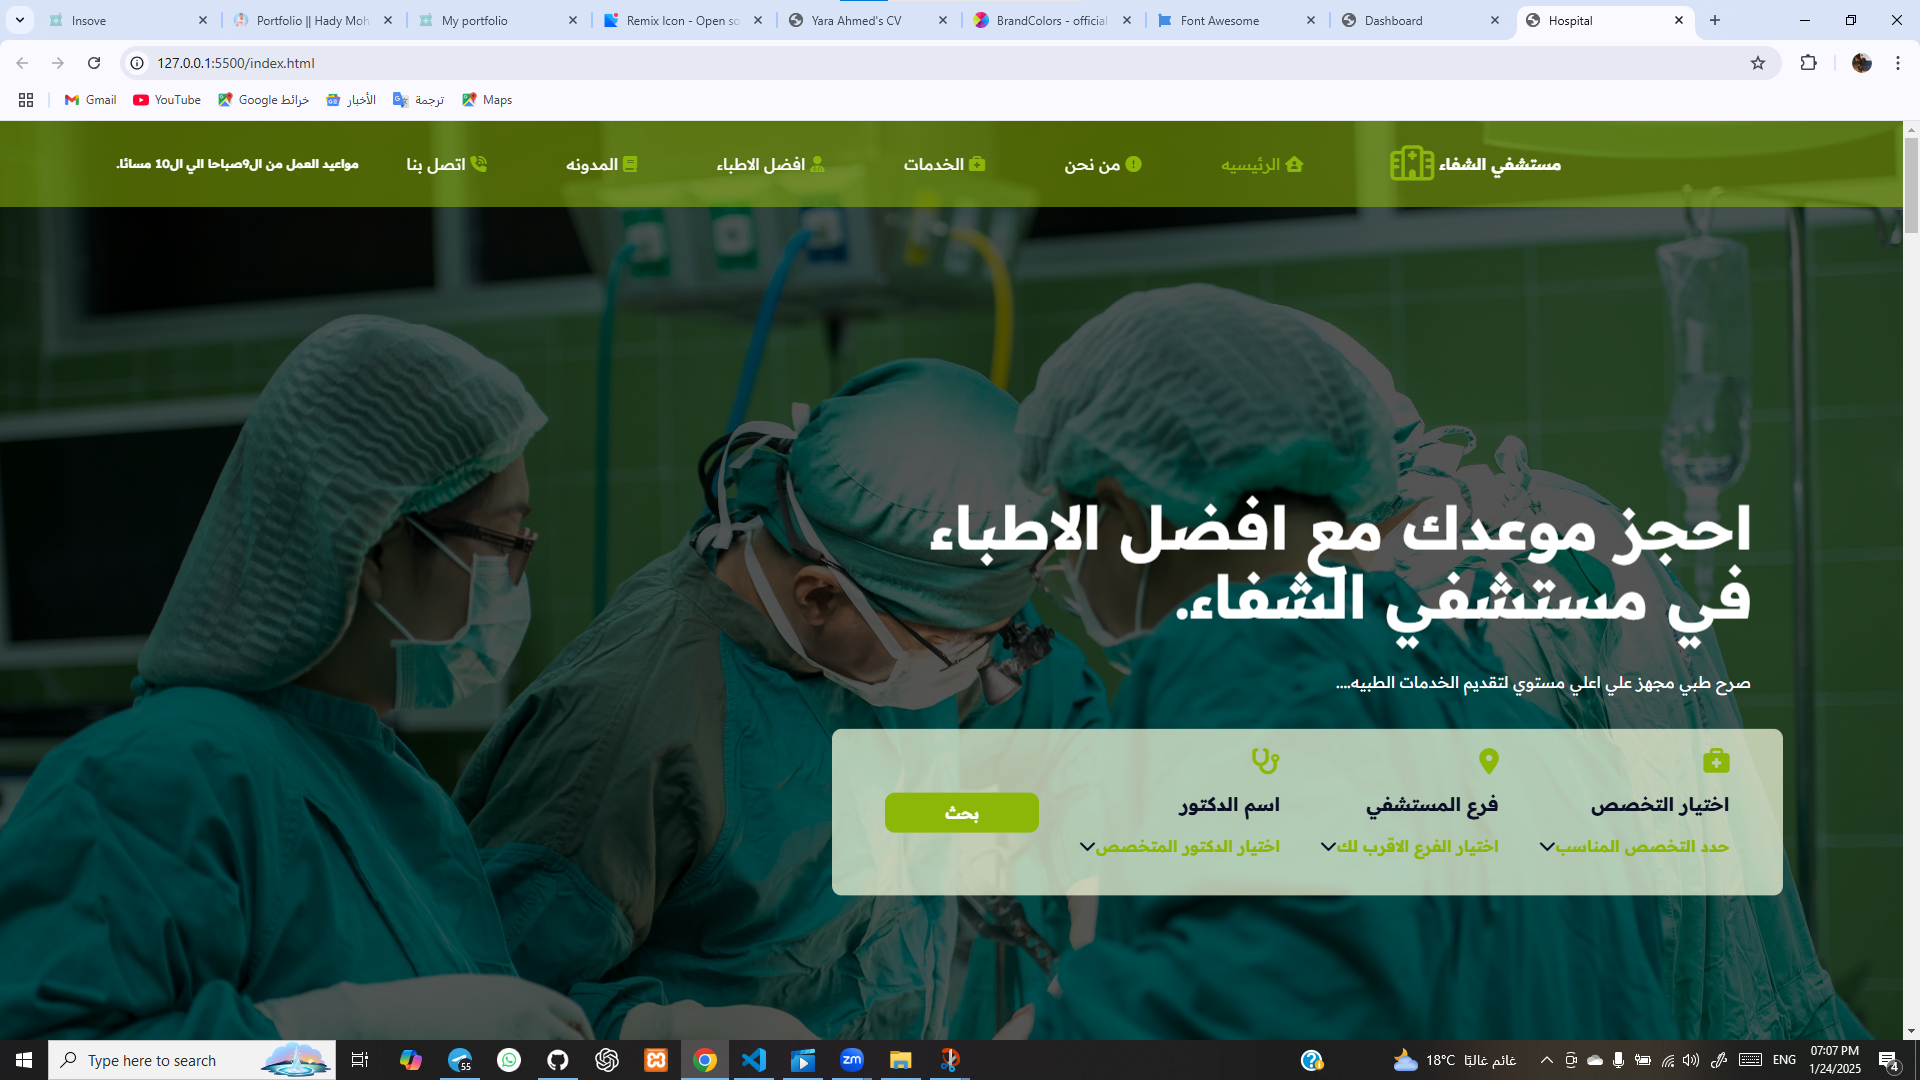 Insove
Portfolio || Hady Moh
My portfolio
Remix Icon - Open so
Yara Ahmed's CV
BrandColors - official
Font Awesome
Dashboard
Hospital
127.0.0.1:5500/index.html
Gmail
YouTube
خرائط Google
الأخبار
ترجمة
Maps
مستشفي الشفاء
الرئيسيه
من نحن
الخدمات
افضل الاطباء
المدونه
اتصل بنا
مواعيد العمل من ال9صباحا الي ال10 مسائا.
احجز موعدك مع افضل الاطباء
في مستشفي الشفاء.
صرح طبي مجهز علي اعلي مستوي لتقديم الخدمات الطبيه....
اختيار التخصص
حدد التخصص المناسب
فرع المستشفي
اختيار الفرع الاقرب لك
اسم الدكتور
اختيار الدكتور المتخصص
بحث
Type here to search
55
zm
18°C غائم غالبًا
ENG
07:07 PM
1/24/2025
4